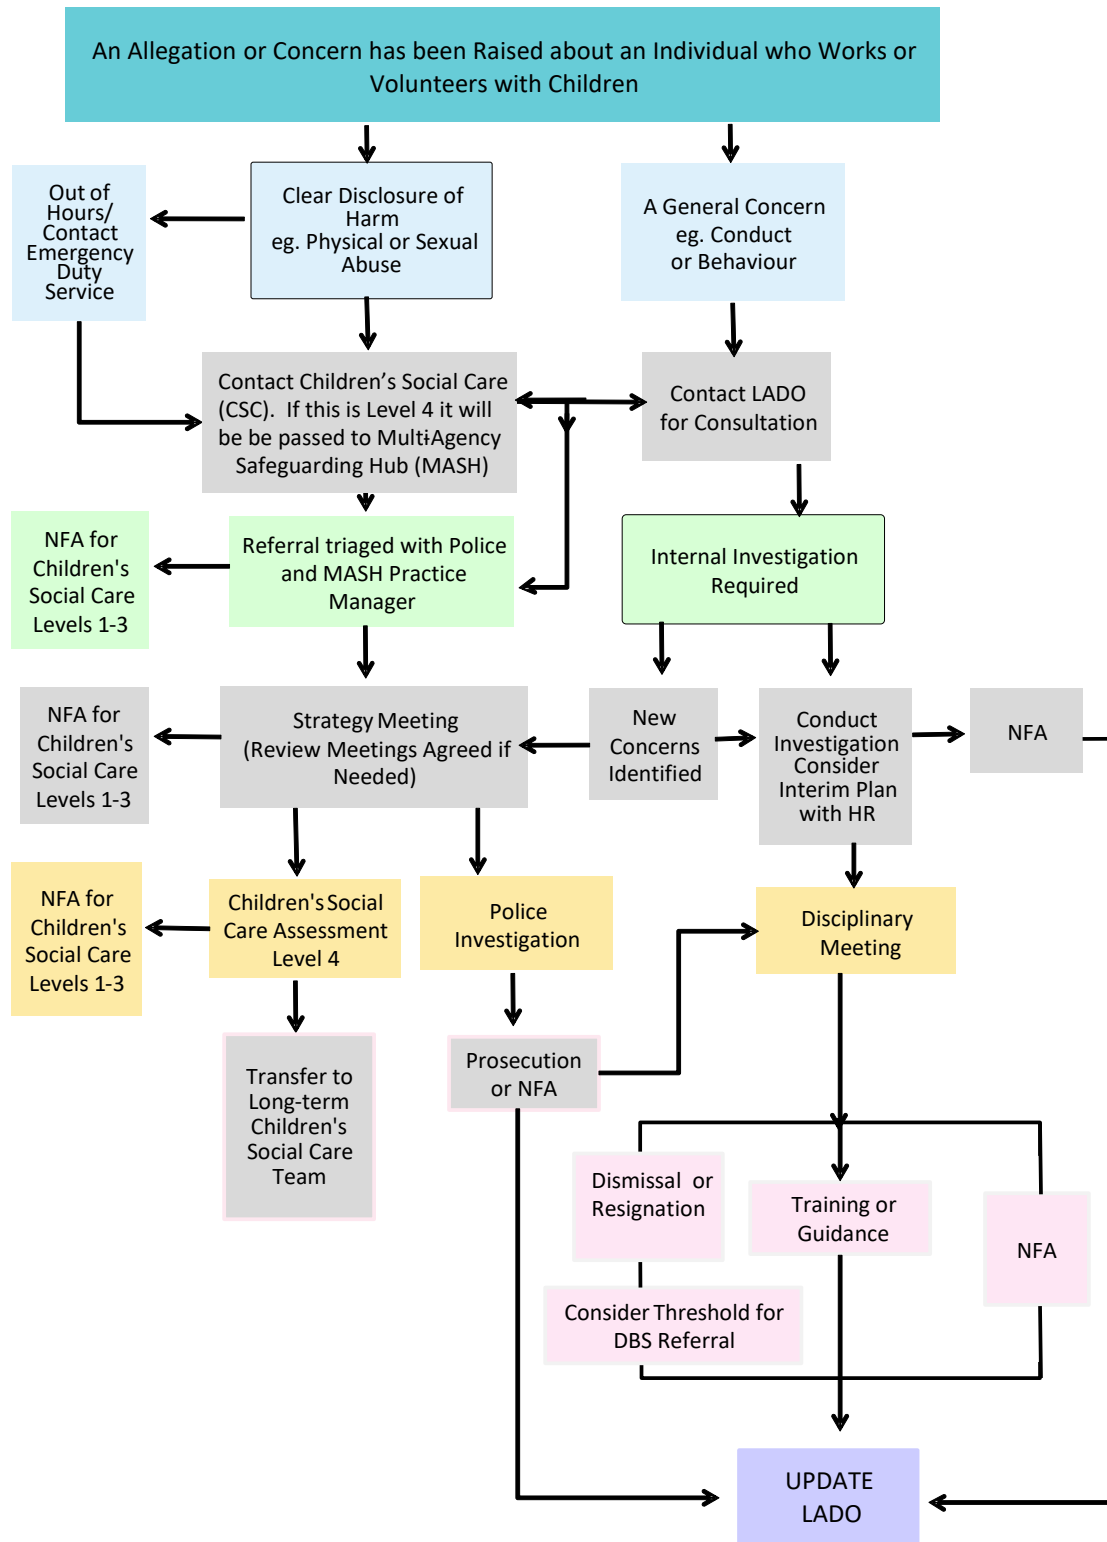 An Allegation or Concern has been Raised about an Individual who Works or
Volunteers with Children
Out of
Hours/
Contact
Emergency
Duty
Service
Clear Disclosure of
Harm
eg. Physical or Sexual
Abuse
A General Concern
eg. Conduct
or Behaviour
Contact Children’s Social Care
(CSC).  If this is Level 4 it will
be be passed to Multi-Agency
Safeguarding Hub (MASH)
Contact LADO
for Consultation
NFA for
Children's
Social Care
Levels 1-3
Referral triaged with Police
and MASH Practice
Manager
Internal Investigation
Required
NFA for
Children's
Social Care
Levels 1-3
Strategy Meeting
(Review Meetings Agreed if
Needed)
New
Concerns
Identified
Conduct
Investigation
Consider
Interim Plan
with HR
NFA
NFA for
Children's
Social Care
Levels 1-3
Children's Social
Care Assessment
Level 4
Police
Investigation
Disciplinary
Meeting
Transfer to
Long-term
Children's
Social Care
Team
Prosecution
or NFA
Dismissal  or
Resignation
Training or
Guidance
NFA
Consider Threshold for
DBS Referral
UPDATE
LADO